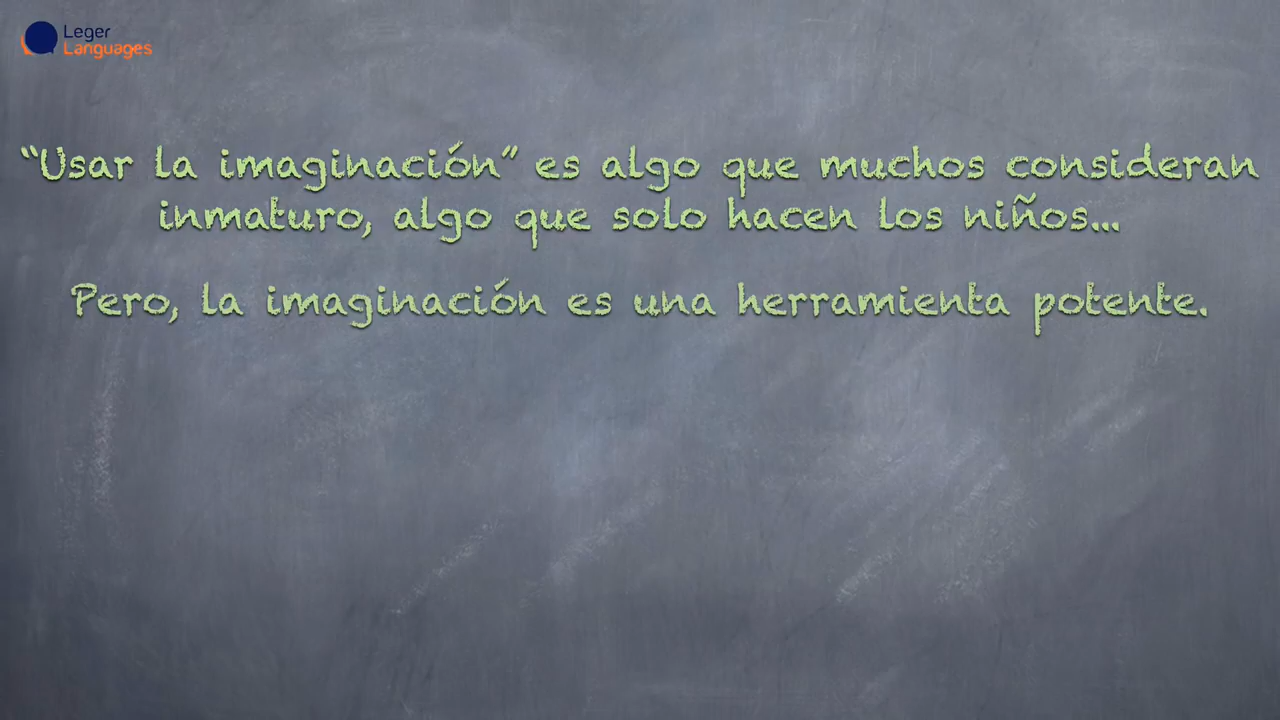 Leger
Languages
“Usar la imaginación” es algo que muchos consideran
inmaturo, algo que solo hacen los niños...
Pero, la imaginación es una herramienta potente.